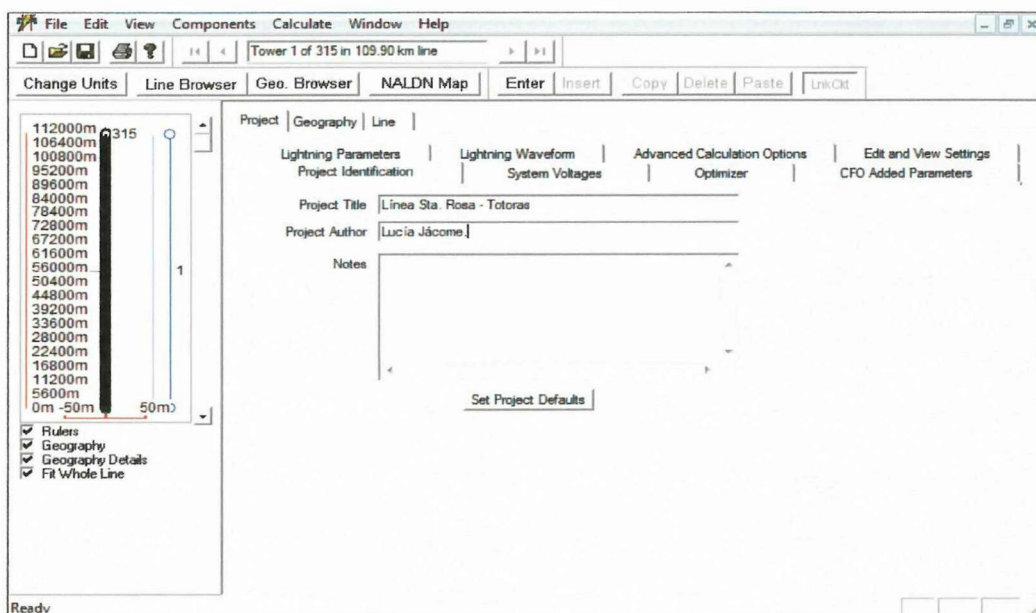 File Edit View Components Calculate Window Help
Tower 1 of 315 in 109.90 km line
Change Units Line Browser Geo. Browser NALDN Map Enter Insert Copy Delete Paste LnkCkt
Project Geography Line
Lightning Parameters Lightning Waveform Advanced Calculation Options Edit and View Settings
Project Identification System Voltages Optimizer CFO Added Parameters
Project Title Línea Sta. Rosa - Totoras
Project Author Lucía Jácome.
Notes
Set Project Defaults
112000m 315
106400m
100800m
95200m
89600m
84000m
78400m
72800m
67200m
61600m
56000m 1
50400m
44800m
39200m
33600m
28000m
22400m
16800m
11200m
5600m
0m -50m 50m
Rulers
Geography
Geography Details
Fit Whole Line
Ready